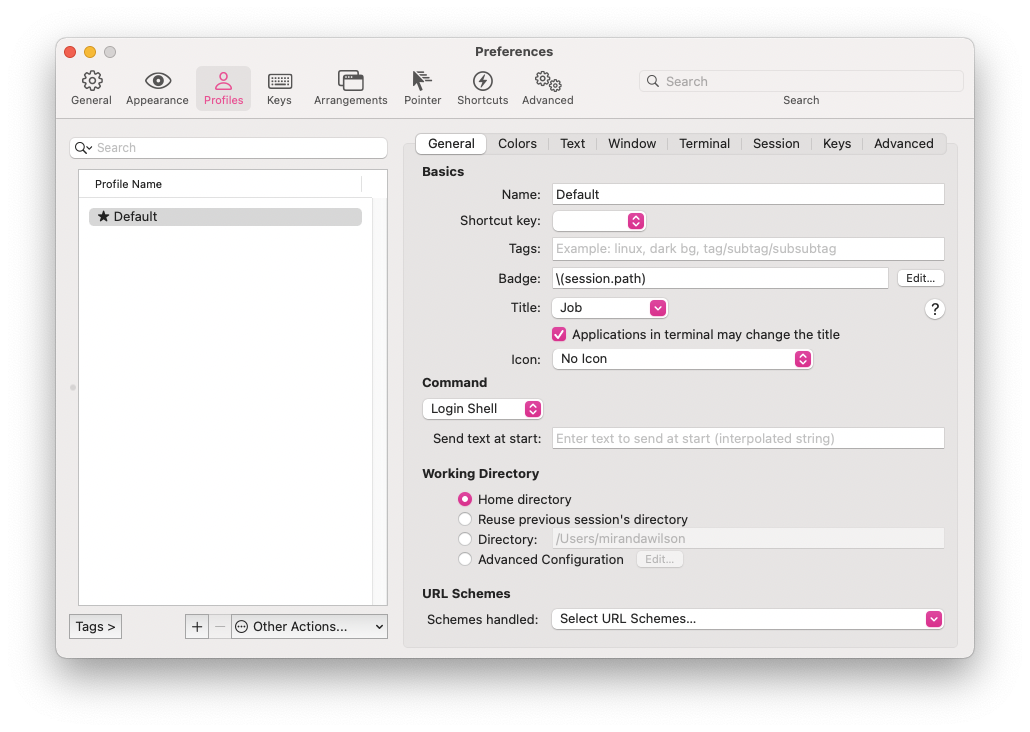 Preferences
General Appearance Profiles Keys Arrangements Pointer Shortcuts Advanced
Search
Search
Search
Profile Name
★ Default
Tags >
+ − Other Actions...
General Colors Text Window Terminal Session Keys Advanced
Basics
Name: Default
Shortcut key:
Tags: Example: linux, dark bg, tag/subtag/subsubtag
Badge: \(session.path) Edit...
Title: Job ?
Applications in terminal may change the title
Icon: No Icon
Command
Login Shell
Send text at start: Enter text to send at start (interpolated string)
Working Directory
Home directory
Reuse previous session's directory
Directory: /Users/mirandawilson
Advanced Configuration Edit...
URL Schemes
Schemes handled: Select URL Schemes...